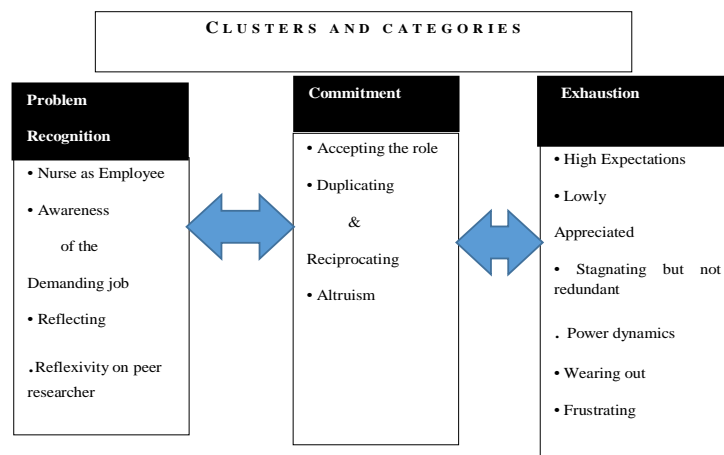 CLUSTERS AND CATEGORIES
Problem
Recognition
• Nurse as Employee
• Awareness
of the
Demanding job
• Reflecting
.Reflexivity on peer
researcher
Commitment
• Accepting the role
• Duplicating
&
Reciprocating
• Altruism
Exhaustion
• High Expectations
• Lowly
Appreciated
• Stagnating but not
redundant
. Power dynamics
• Wearing out
• Frustrating